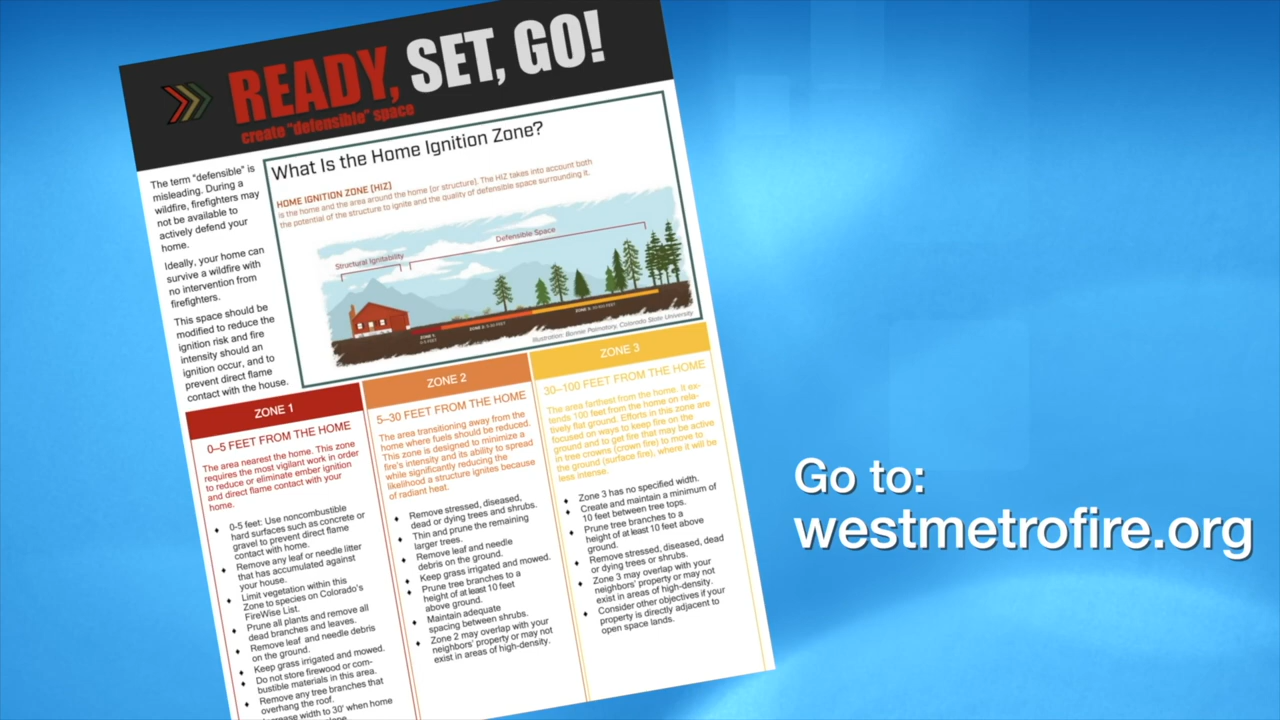 READY, SET, GO!
create "defensible" space
The term "defensible" is
misleading. During a
wildfire, firefighters may
not be available to
actively defend your
home.
Ideally, your home can
survive a wildfire with
no intervention from
firefighters.
This space should be
modified to reduce the
ignition risk and fire
intensity should an
ignition occur, and to
prevent direct flame
contact with the house.
What Is the Home Ignition Zone?
HOME IGNITION ZONE (HIZ)
is the home and the area around the home (or structure). The HIZ takes into account both
the potential of the structure to ignite and the quality of defensible space surrounding it.
Structural Ignitability
Defensible Space
ZONE 1:
0-5 FEET
ZONE 2: 5-30 FEET
ZONE 3: 30-100 FEET
Illustration: Bonnie Palmatory, Colorado State University
ZONE 1
0–5 FEET FROM THE HOME
The area nearest the home. This zone
requires the most vigilant work in order
to reduce or eliminate ember ignition
and direct flame contact with your
home.
♦ 0-5 feet: Use noncombustible
hard surfaces such as concrete or
gravel to prevent direct flame
contact with home.
♦ Remove any leaf or needle litter
that has accumulated against
your house.
♦ Limit vegetation within this
Zone to species on Colorado's
FireWise List.
♦ Prune all plants and remove all
dead branches and leaves.
♦ Remove leaf and needle debris
on the ground.
♦ Keep grass irrigated and mowed.
♦ Do not store firewood or com-
bustible materials in this area.
♦ Remove any tree branches that
overhang the roof.
width to 30' when home
ZONE 2
5–30 FEET FROM THE HOME
The area transitioning away from the
home where fuels should be reduced.
This zone is designed to minimize a
fire's intensity and its ability to spread
while significantly reducing the
likelihood a structure ignites because
of radiant heat.
♦ Remove stressed, diseased,
dead or dying trees and shrubs.
♦ Thin and prune the remaining
larger trees.
♦ Remove leaf and needle
debris on the ground.
♦ Keep grass irrigated and mowed.
♦ Prune tree branches to a
height of at least 10 feet
above ground.
♦ Maintain adequate
spacing between shrubs.
♦ Zone 2 may overlap with your
neighbors' property or may not
exist in areas of high-density.
ZONE 3
30–100 FEET FROM THE HOME
The area farthest from the home. It ex-
tends 100 feet from the home on rela-
tively flat ground. Efforts in this zone are
focused on ways to keep fire on the
ground and to get fire that may be active
in tree crowns (crown fire) to move to
the ground (surface fire), where it will be
less intense.
♦ Zone 3 has no specified width.
♦ Create and maintain a minimum of
10 feet between tree tops.
♦ Prune tree branches to a
height of at least 10 feet above
ground.
♦ Remove stressed, diseased, dead
or dying trees or shrubs.
♦ Zone 3 may overlap with your
neighbors' property or may not
exist in areas of high-density.
♦ Consider other objectives if your
property is directly adjacent to
open space lands.
Go to:
westmetrofire.org